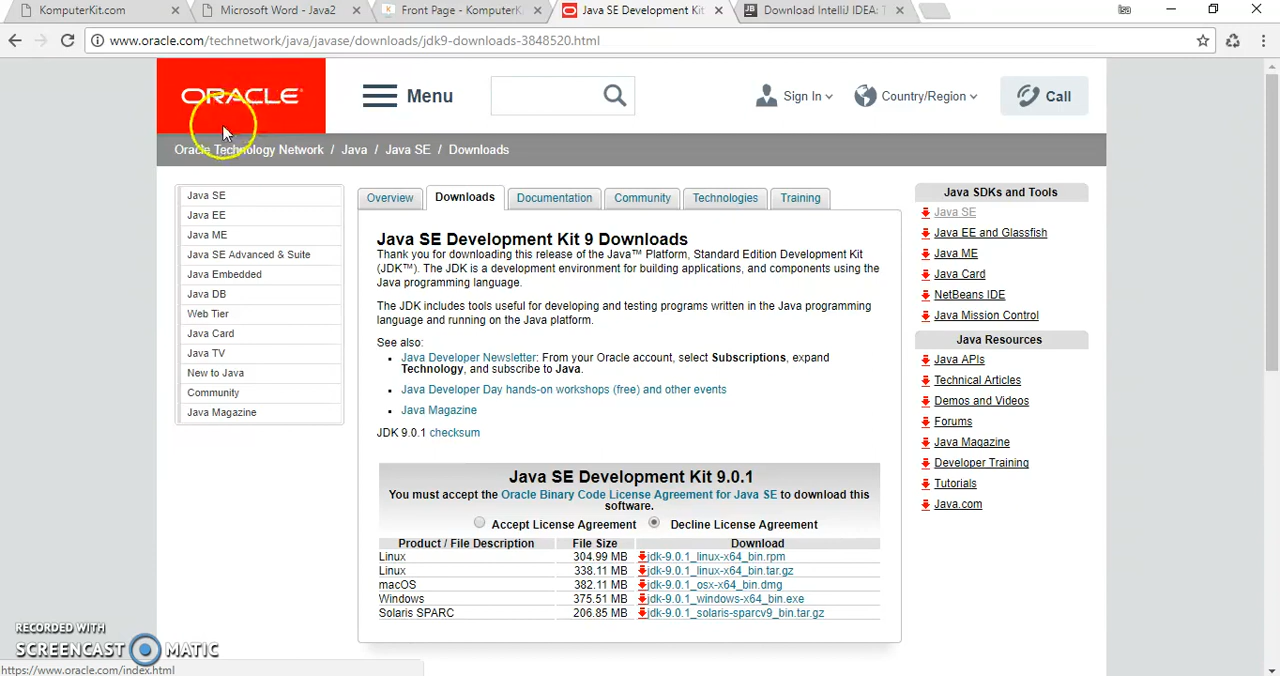 KomputerKit.com
Microsoft Word - Java2
Front Page - KomputerKi
Java SE Development Kit
Download IntelliJ IDEA: T
www.oracle.com/technetwork/java/javase/downloads/jdk9-downloads-3848520.html
ORACLE
Menu
Sign In
Country/Region
Call
Oracle Technology Network / Java / Java SE / Downloads
Java SE
Java EE
Java ME
Java SE Advanced & Suite
Java Embedded
Java DB
Web Tier
Java Card
Java TV
New to Java
Community
Java Magazine
Overview
Downloads
Documentation
Community
Technologies
Training
Java SE Development Kit 9 Downloads
Thank you for downloading this release of the Java™ Platform, Standard Edition Development Kit
(JDK™). The JDK is a development environment for building applications, and components using the
Java programming language.
The JDK includes tools useful for developing and testing programs written in the Java programming
language and running on the Java platform.
See also:
• Java Developer Newsletter: From your Oracle account, select Subscriptions, expand
Technology, and subscribe to Java.
• Java Developer Day hands-on workshops (free) and other events
• Java Magazine
JDK 9.0.1 checksum
Java SE Development Kit 9.0.1
You must accept the Oracle Binary Code License Agreement for Java SE to download this
software.
Accept License Agreement Decline License Agreement
Product / File Description File Size Download
Linux 304.99 MB jdk-9.0.1_linux-x64_bin.rpm
Linux 338.11 MB jdk-9.0.1_linux-x64_bin.tar.gz
macOS 382.11 MB jdk-9.0.1_osx-x64_bin.dmg
Windows 375.51 MB jdk-9.0.1_windows-x64_bin.exe
Solaris SPARC 206.85 MB jdk-9.0.1_solaris-sparcv9_bin.tar.gz
Java SDKs and Tools
Java SE
Java EE and Glassfish
Java ME
Java Card
NetBeans IDE
Java Mission Control
Java Resources
Java APIs
Technical Articles
Demos and Videos
Forums
Java Magazine
Developer Training
Tutorials
Java.com
RECORDED WITH
SCREENCAST MATIC
https://www.oracle.com/index.html